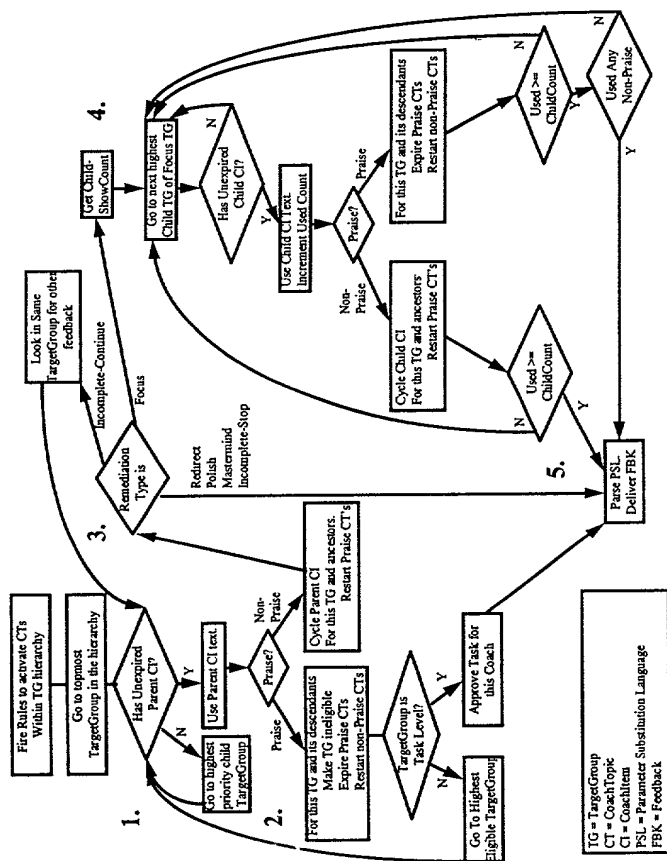 Fire Rules to activate CTs
Within TG hierarchy
Go to topmost
TargetGroup in the hierarchy
1.
Has Unexpired
Parent CI?
N
Y
Go to highest
priority child
TargetGroup
Use Parent CI text.
2.
Praise?
Praise
Non-
Praise
For this TG and its descendants
Make TG ineligible
Expire Praise CTs
Restart non-Praise CTs
Cycle Parent CI
For this TG and ancestors.
Restart Praise CT's
TargetGroup is
Task Level?
N
Y
Go To Highest
Eligible TargetGroup
Approve Task for
this Coach
3.
Remediation
Type is
Incomplete-Continue
Focus
Redirect
Polish
Mastermind
Incomplete-Stop
Look in Same
TargetGroup for other
feedback
4.
Get Child-
ShowCount
Go to next highest
Child TG of Focus TG
Has Unexpired
Child CI?
N
Y
Use Child CI Text.
Increment Used Count
Praise?
Non-
Praise
Praise
Cycle Child CI
For this TG and ancestors
Restart Praise CT's
For this TG and its descendants
Expire Praise CTs
Restart non-Praise CTs
Used >=
ChildCount
N
Y
Used >=
ChildCount
N
Y
Used Any
Non-Praise
N
Y
5.
Parse PSL-
Deliver FBK
TG = TargetGroup
CT = CoachTopic
CI = CoachItem
PSL = Parameter Substitution Language
FBK = Feedback